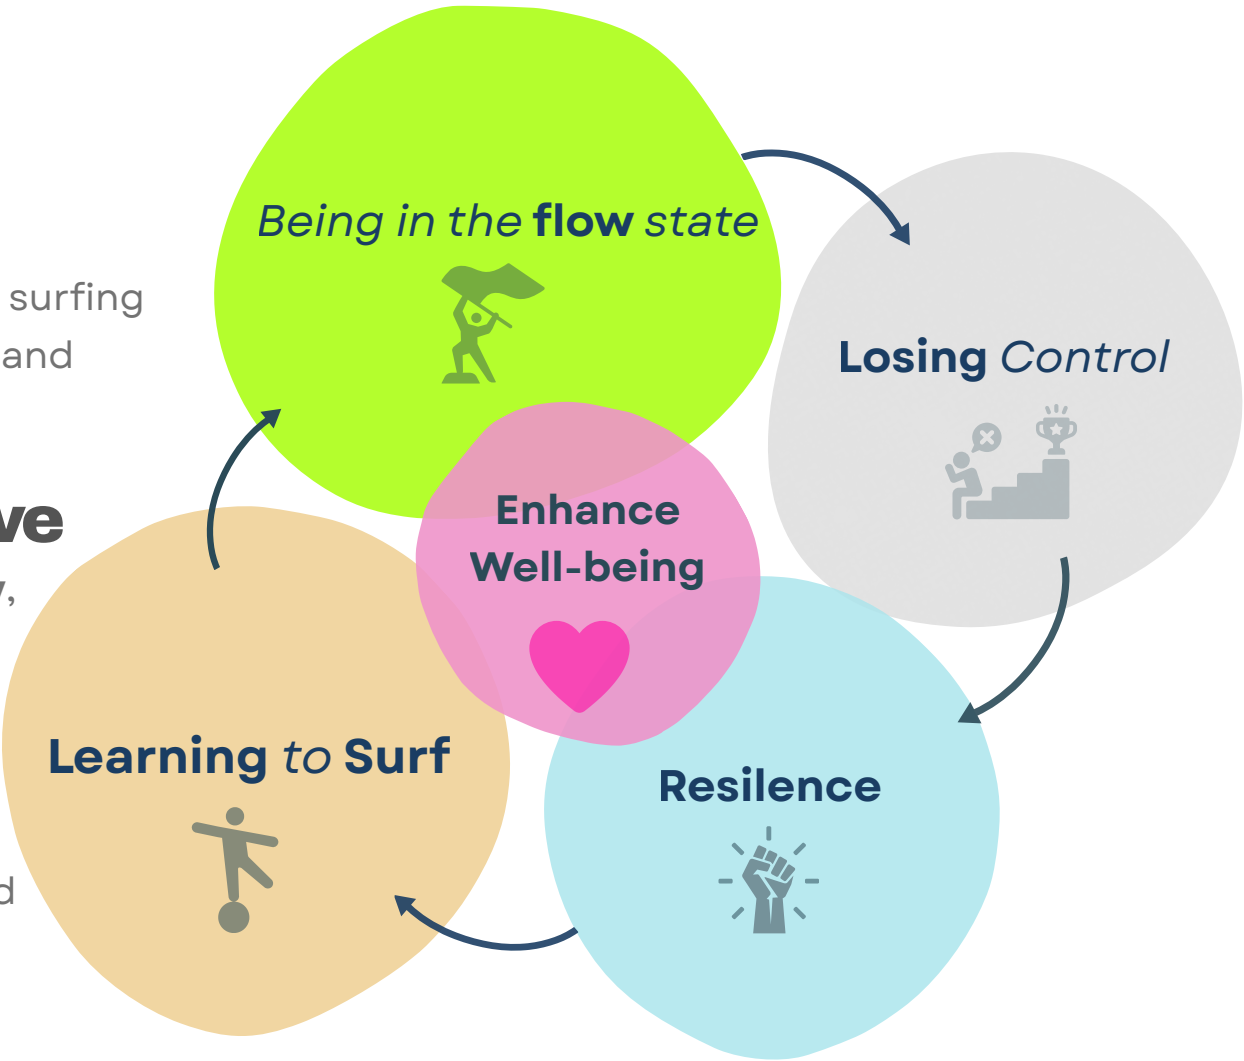 Being in the flow state
surfing
and
Losing Control
Enhance
Well-being
Learning to Surf
Resilence